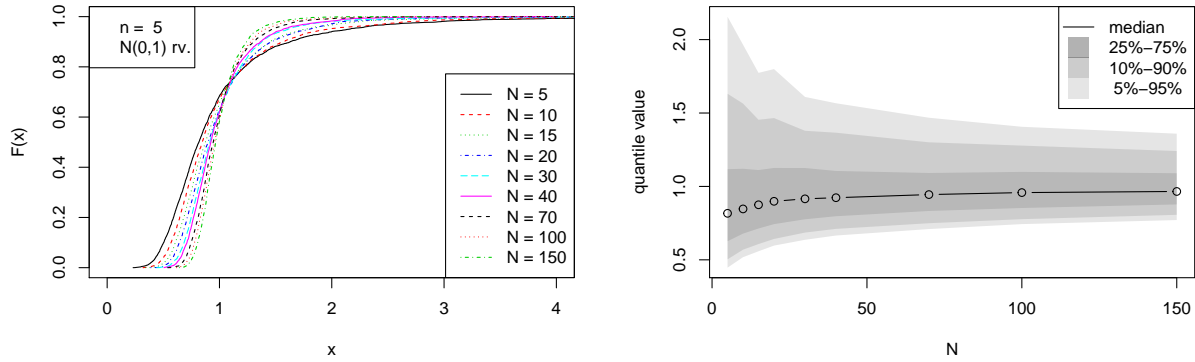 n = 5
N(0,1) rv.
N = 5
N = 10
N = 15
N = 20
N = 30
N = 40
N = 70
N = 100
N = 150
F(x)
0.0
0.2
0.4
0.6
0.8
1.0
0
1
2
3
4
x
median
25%−75%
10%−90%
5%−95%
quantile value
0.5
1.0
1.5
2.0
0
50
100
150
N